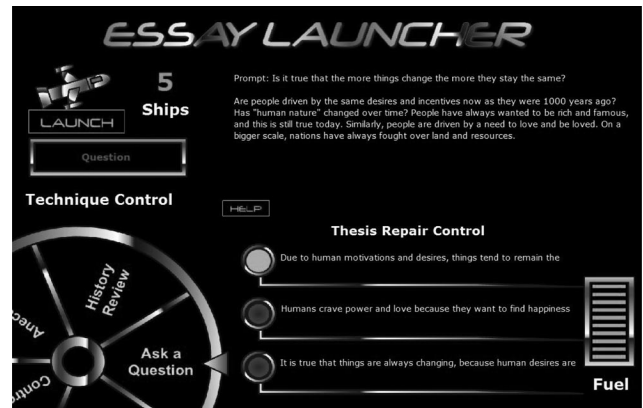 ESSAY LAUNCHER
5
Ships
LAUNCH
Question
Prompt: Is it true that the more things change the more they stay the same?
Are people driven by the same desires and incentives now as they were 1000 years ago?
Has "human nature" changed over time? People have always wanted to be rich and famous,
and this is still true today. Similarly, people are driven by a need to love and be loved. On a
bigger scale, nations have always fought over land and resources.
Technique Control
HELP
Thesis Repair Control
Due to human motivations and desires, things tend to remain the
Humans crave power and love because they want to find happiness
It is true that things are always changing, because human desires are
History
Review
Anec
Ask a
Question
Contro
Fuel